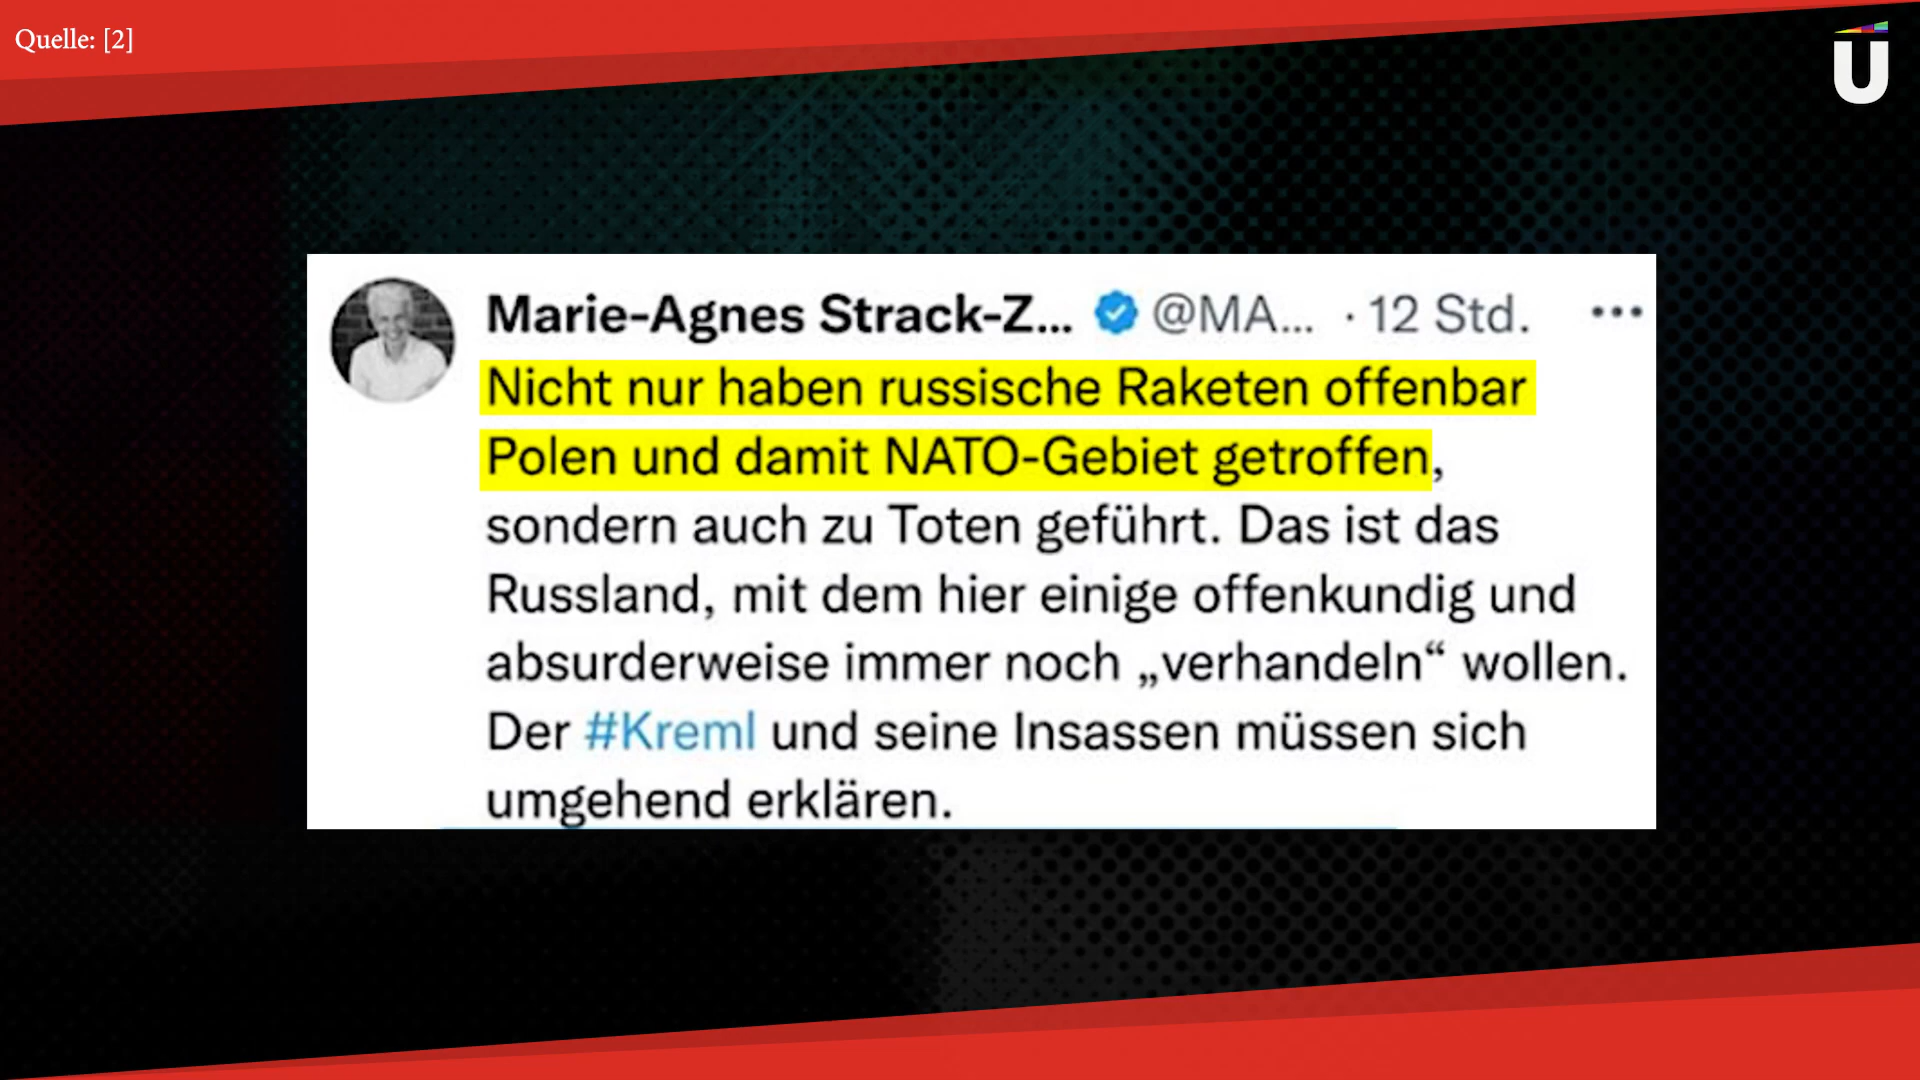 Quelle: [2]
U
Marie-Agnes Strack-Z... @MA... · 12 Std. ...
Nicht nur haben russische Raketen offenbar
Polen und damit NATO-Gebiet getroffen,
sondern auch zu Toten geführt. Das ist das
Russland, mit dem hier einige offenkundig und
absurderweise immer noch „verhandeln“ wollen.
Der #Kreml und seine Insassen müssen sich
umgehend erklären.